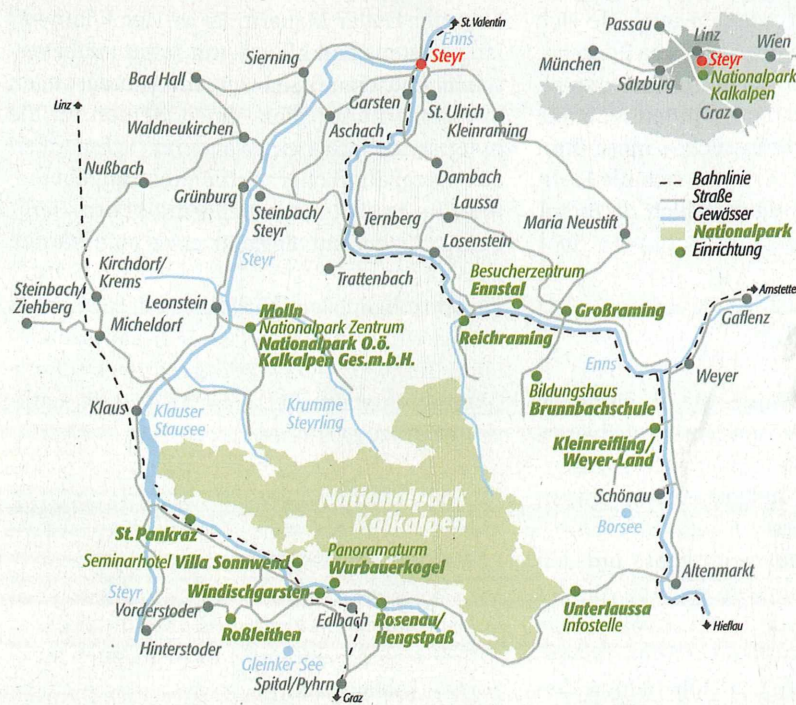 St. Valentin
Enns
Steyr
Sierning
Bad Hall
Linz
Garsten
St. Ulrich
Kleinraming
Aschach
Waldneukirchen
Dambach
Nußbach
Grünburg
Steinbach/
Steyr
Laussa
Ternberg
Maria Neustift
Losenstein
Steyr
Trattenbach
Kirchdorf/
Krems
Steinbach/
Ziehberg
Leonstein
Micheldorf
Molln
Nationalpark Zentrum
Nationalpark O.ö.
Kalkalpen Ges.m.b.H.
Besucherzentrum
Ennstal
Großraming
Reichraming
Amstetten
Gaflenz
Enns
Weyer
Klaus
Klauser
Stausee
Krumme
Steyrling
Bildungshaus
Brunnbachschule
Kleinreifling/
Weyer-Land
Nationalpark
Kalkalpen
Schönau
Borsee
St. Pankraz
Seminarhotel Villa Sonnwend
Panoramaturm
Wurbauerkogel
Windischgarsten
Altenmarkt
Steyr
Vorderstoder
Edlbach
Rosenau/
Hengstpaß
Unterlaussa
Infostelle
Hieflau
Hinterstoder
Roßleithen
Gleinker See
Spital/Pyhrn
Graz
Passau
Linz
Wien
München
Steyr
Salzburg
Nationalpark
Kalkalpen
Graz
Bahnlinie
Straße
Gewässer
Nationalpark
Einrichtung